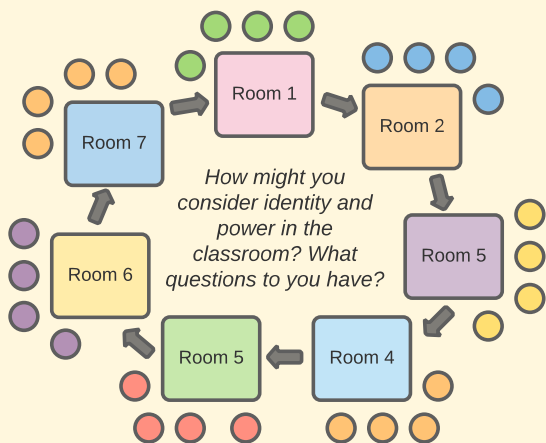 Room 1
Room 2
Room 7
How might you
consider identity and
power in the
classroom? What
questions to you have?
Room 5
Room 6
Room 5
Room 4